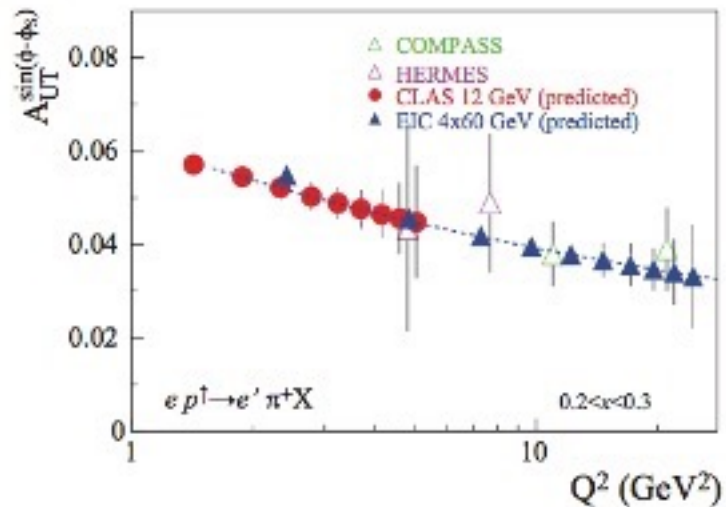 A_UT^sin(ϕ-ϕ_S)
0.08
0.06
0.04
0.02
0
COMPASS
HERMES
CLAS 12 GeV (predicted)
EIC 4x60 GeV (predicted)
e p↑→e′ π⁺X
0.2<x<0.3
1
10
Q² (GeV²)